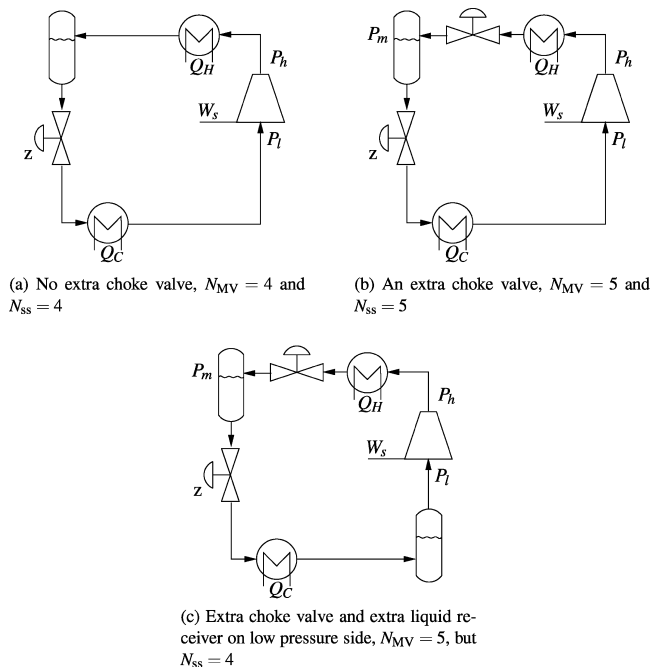 Q_H
P_h
W_s
P_l
z
Q_C
(a) No extra choke valve, N_MV = 4 and
N_ss = 4
P_m
Q_H
P_h
W_s
P_l
z
Q_C
(b) An extra choke valve, N_MV = 5 and
N_ss = 5
P_m
Q_H
P_h
W_s
P_l
z
Q_C
(c) Extra choke valve and extra liquid re-
ceiver on low pressure side, N_MV = 5, but
N_ss = 4